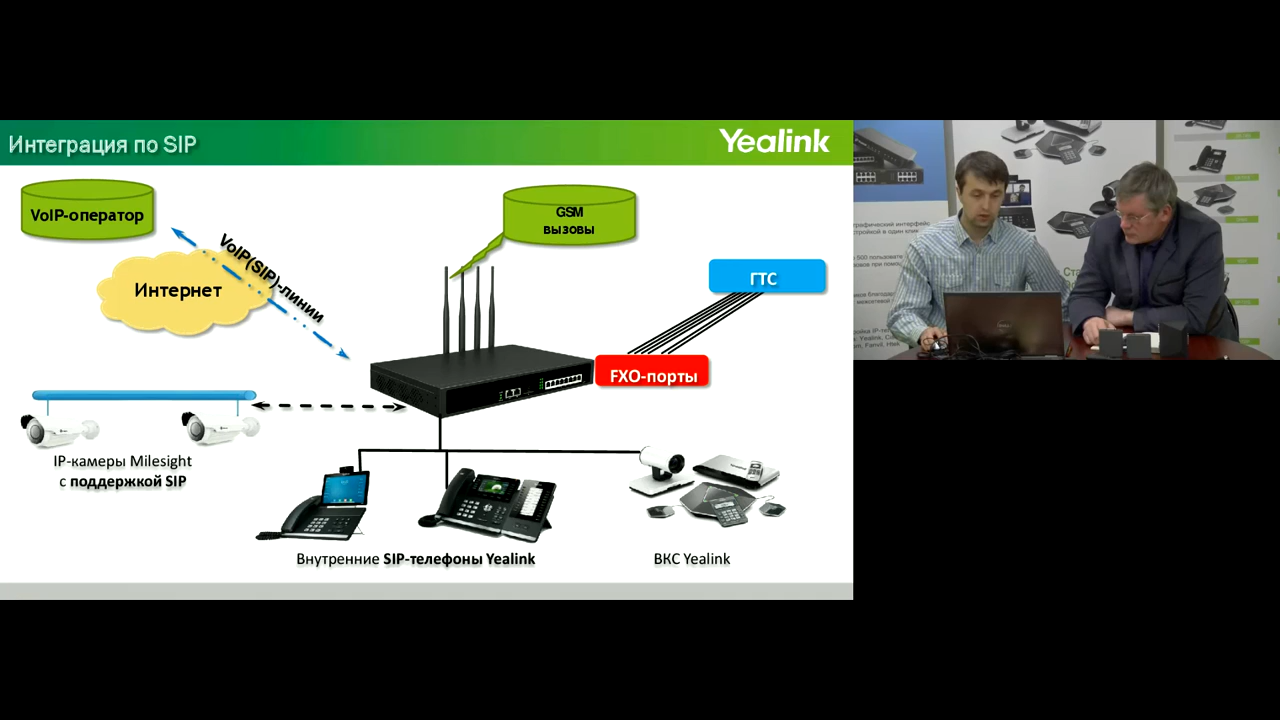 Интеграция по SIP
Yealink
VoIP-оператор
GSM
вызовы
VoIP(SIP)-линии
Интернет
ГТС
FXO-порты
IP-камеры Milesight
с поддержкой SIP
Внутренние SIP-телефоны Yealink
ВКС Yealink